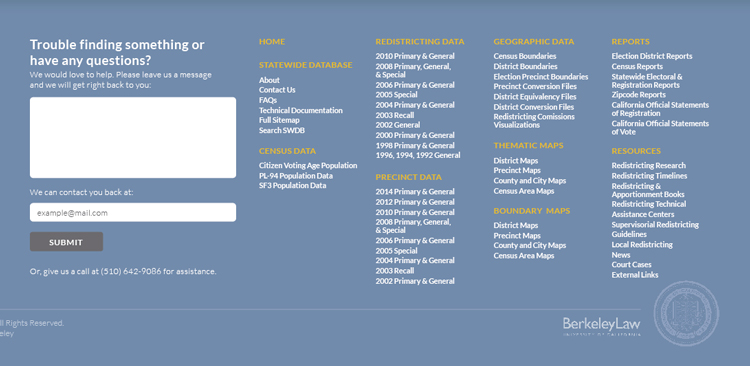 Trouble finding something or
have any questions?
We would love to help. Please leave us a message
and we will get right back to you:
We can contact you back at:
example@mail.com
SUBMIT
Or, give us a call at (510) 642-9086 for assistance.
HOME
STATEWIDE DATABASE
About
Contact Us
FAQs
Technical Documentation
Full Sitemap
Search SWDB
CENSUS DATA
Citizen Voting Age Population
PL-94 Population Data
SF3 Population Data
REDISTRICTING DATA
2010 Primary & General
2008 Primary, General,
& Special
2006 Primary & General
2005 Special
2004 Primary & General
2003 Recall
2002 General
2000 Primary & General
1998 Primary & General
1996, 1994, 1992 General
PRECINCT DATA
2014 Primary & General
2012 Primary & General
2010 Primary & General
2008 Primary, General,
& Special
2006 Primary & General
2005 Special
2004 Primary & General
2003 Recall
2002 Primary & General
GEOGRAPHIC DATA
Census Boundaries
District Boundaries
Election Precinct Boundaries
Precinct Conversion Files
District Equivalency Files
District Conversion Files
Redistricting Comissions
Visualizations
THEMATIC MAPS
District Maps
Precinct Maps
County and City Maps
Census Area Maps
BOUNDARY MAPS
District Maps
Precinct Maps
County and City Maps
Census Area Maps
REPORTS
Election District Reports
Census Reports
Statewide Electoral &
Registration Reports
Zipcode Reports
California Official Statements
of Registration
California Official Statements
of Vote
RESOURCES
Redistricting Research
Redistricting Timelines
Redistricting &
Apportionment Books
Redistricting Technical
Assistance Centers
Supervisorial Redistricting
Guidelines
Local Redistricting
News
Court Cases
External Links
ll Rights Reserved.
eley
BerkeleyLaw
UNIVERSITY OF CALIFORNIA